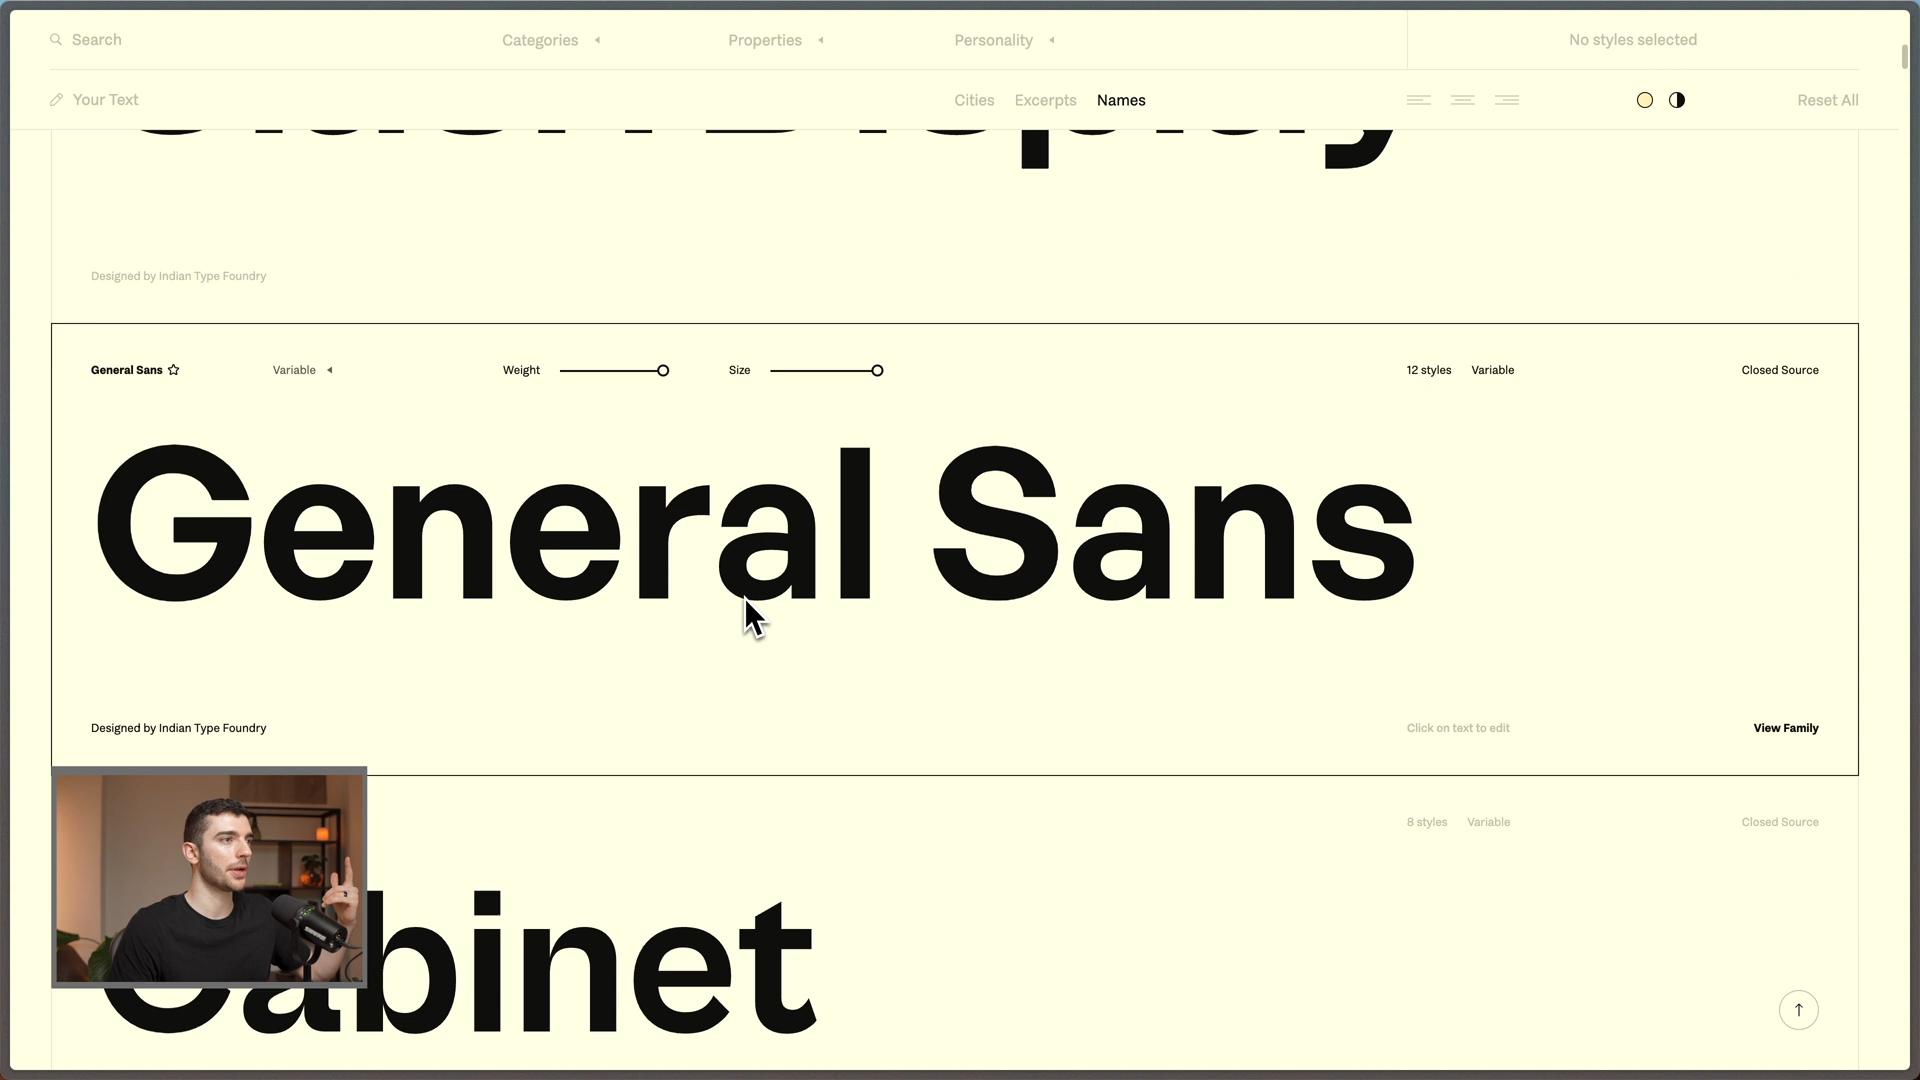 Search
Categories
Properties
Personality
No styles selected
Your Text
Cities
Excerpts
Names
Reset All
Designed by Indian Type Foundry
General Sans
Variable
Weight
Size
12 styles
Variable
Closed Source
General Sans
Designed by Indian Type Foundry
Click on text to edit
View Family
8 styles
Variable
Closed Source
Cabinet